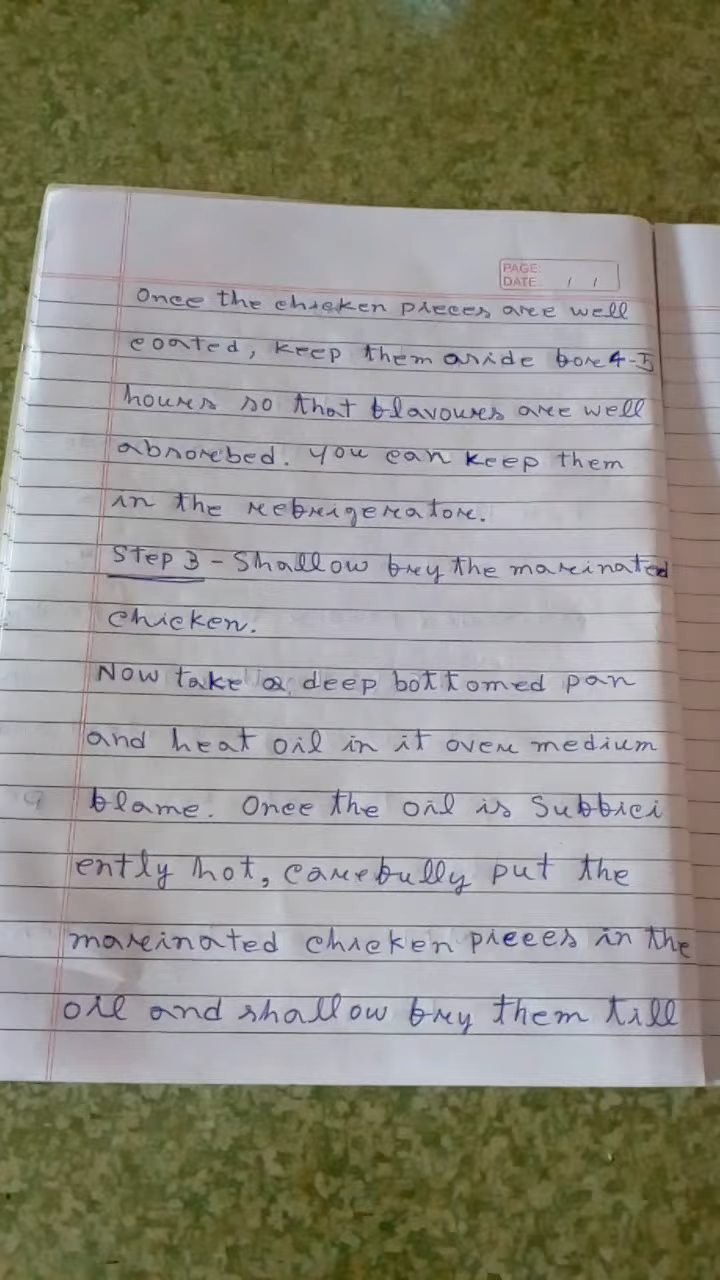 PAGE:
DATE: / /
Once the chicken pieces are well
coated, keep them aside for 4-5
hours so that flavours are well
absorbed. You can keep them
in the refrigerator.
Step 3 - Shallow fry the marinated
chicken.
Now take a deep bottomed pan
and heat oil in it over medium
flame. Once the oil is Suffici
ently hot, carefully put the
marinated chicken pieces in the
oil and shallow fry them till